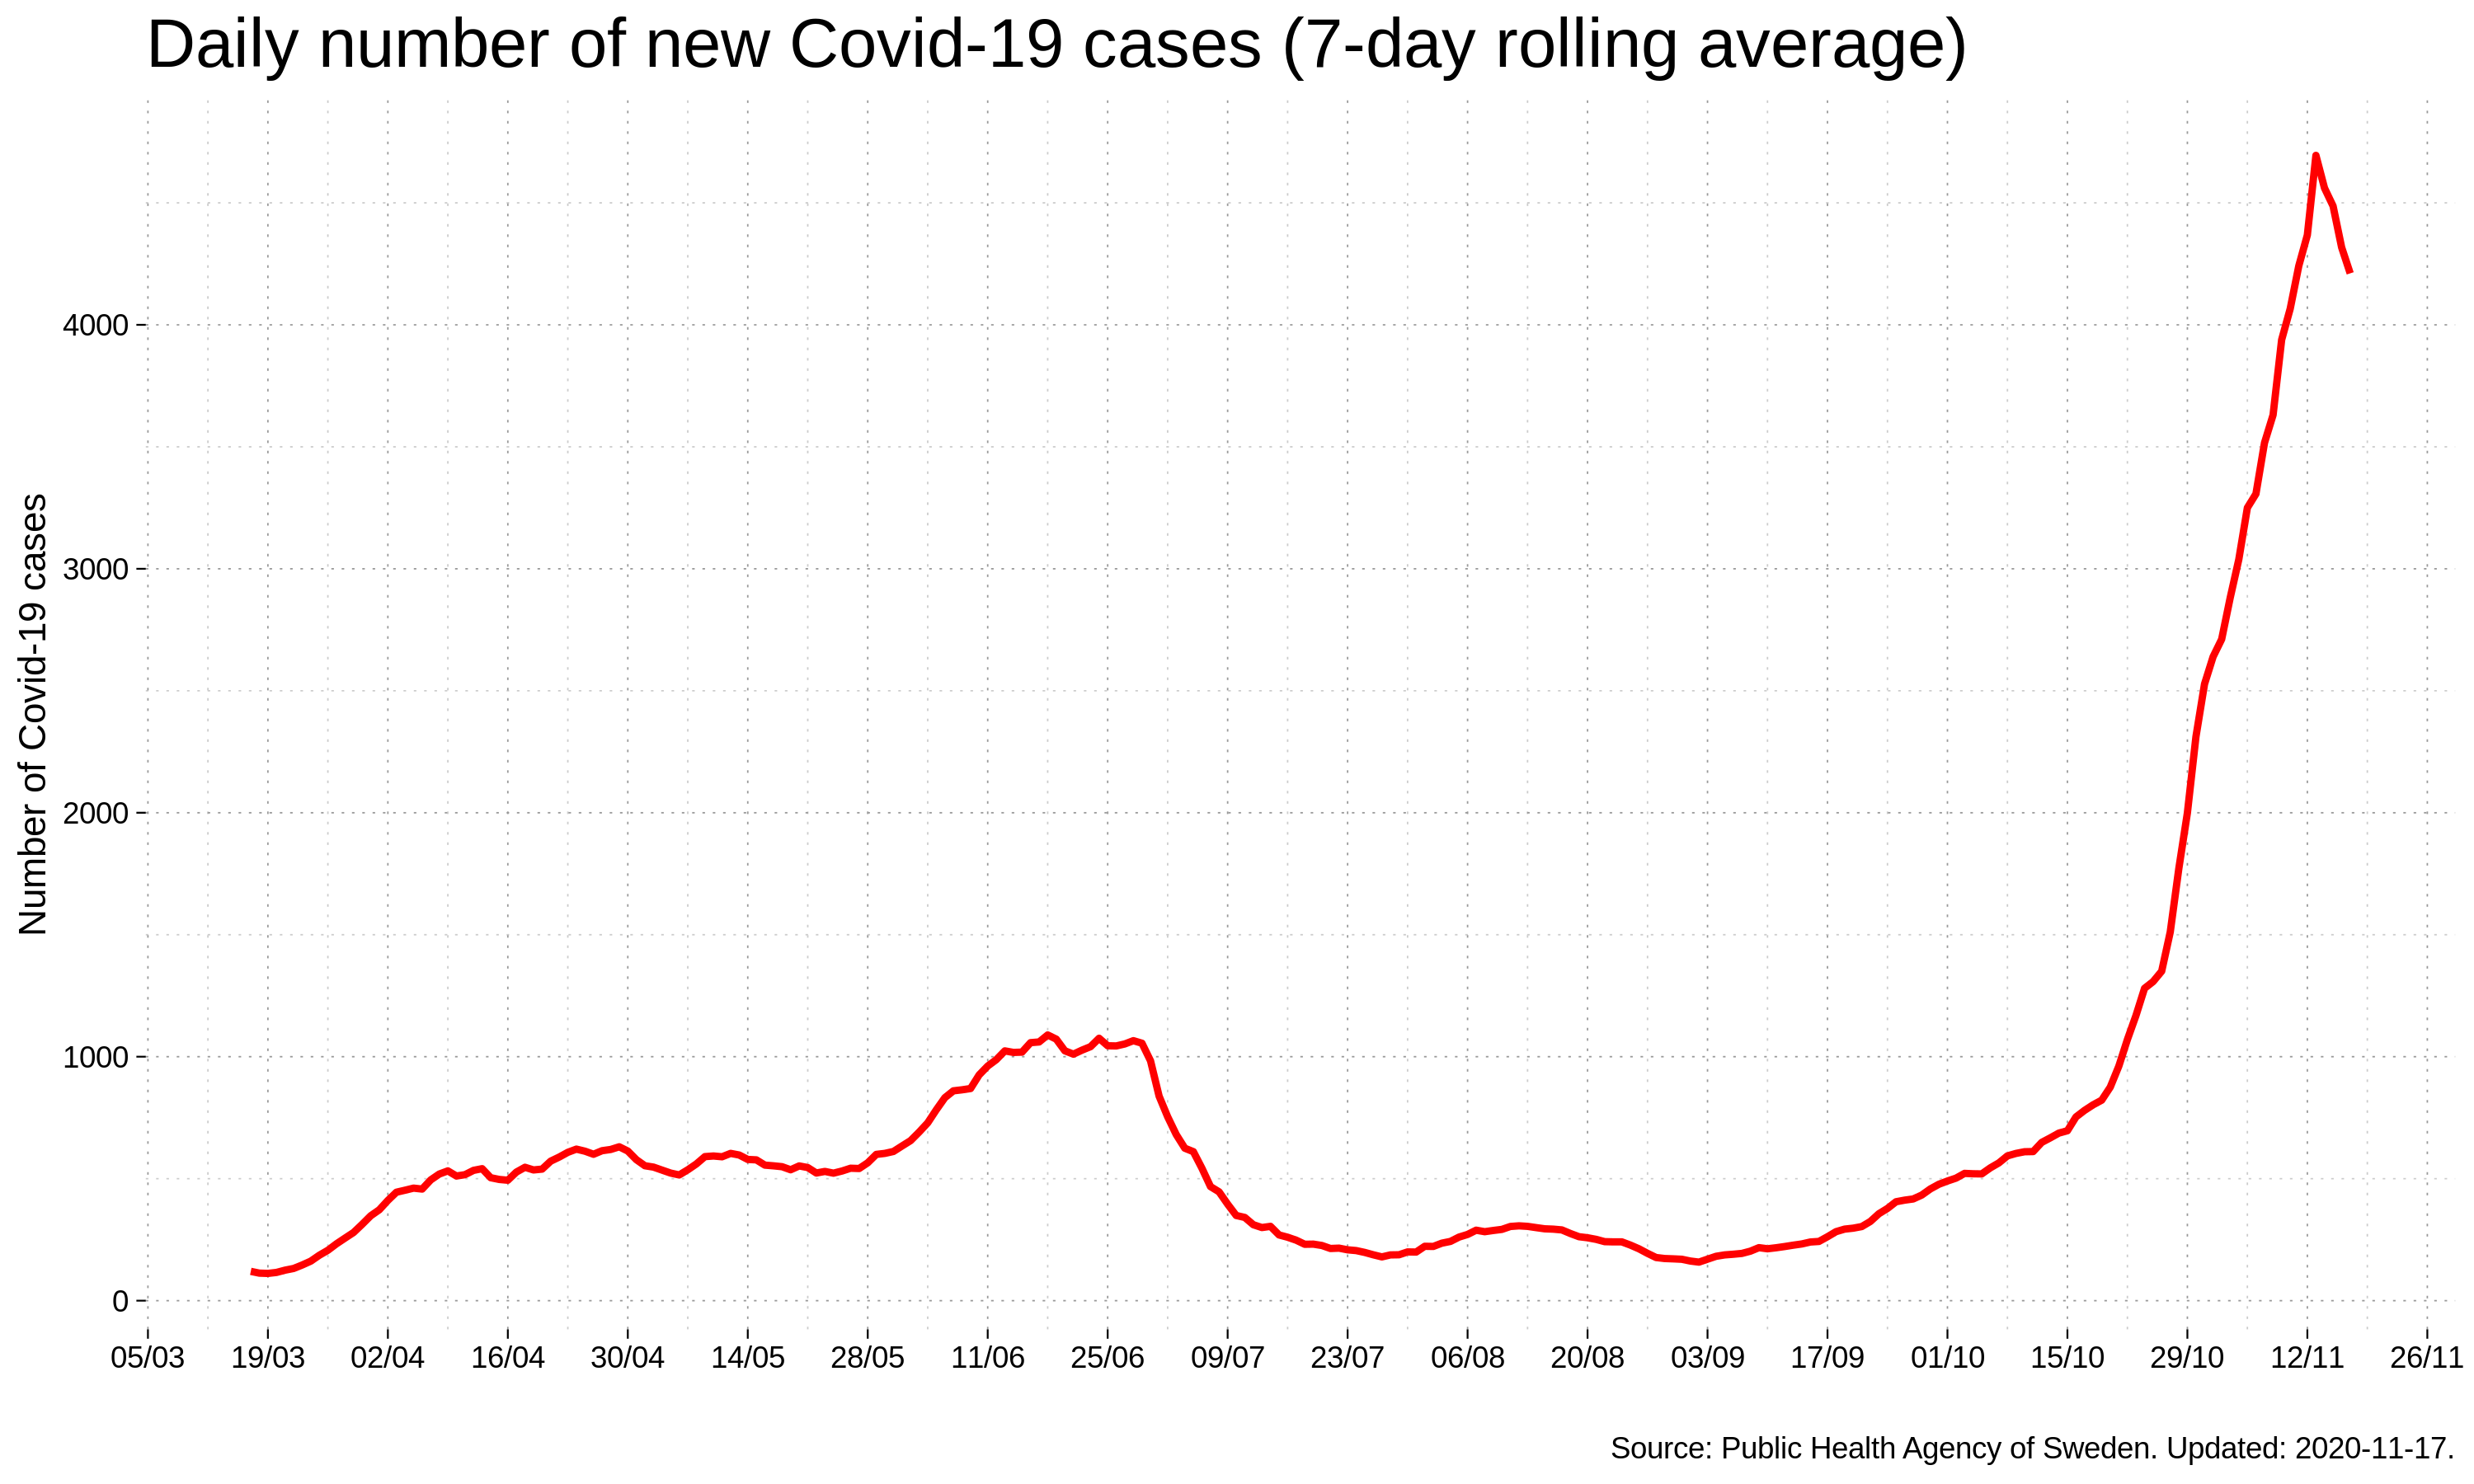 Daily number of new Covid-19 cases (7-day rolling average)
Number of Covid-19 cases
4000
3000
2000
1000
0
05/03 19/03 02/04 16/04 30/04 14/05 28/05 11/06 25/06 09/07 23/07 06/08 20/08 03/09 17/09 01/10 15/10 29/10 12/11 26/11
Source: Public Health Agency of Sweden. Updated: 2020-11-17.